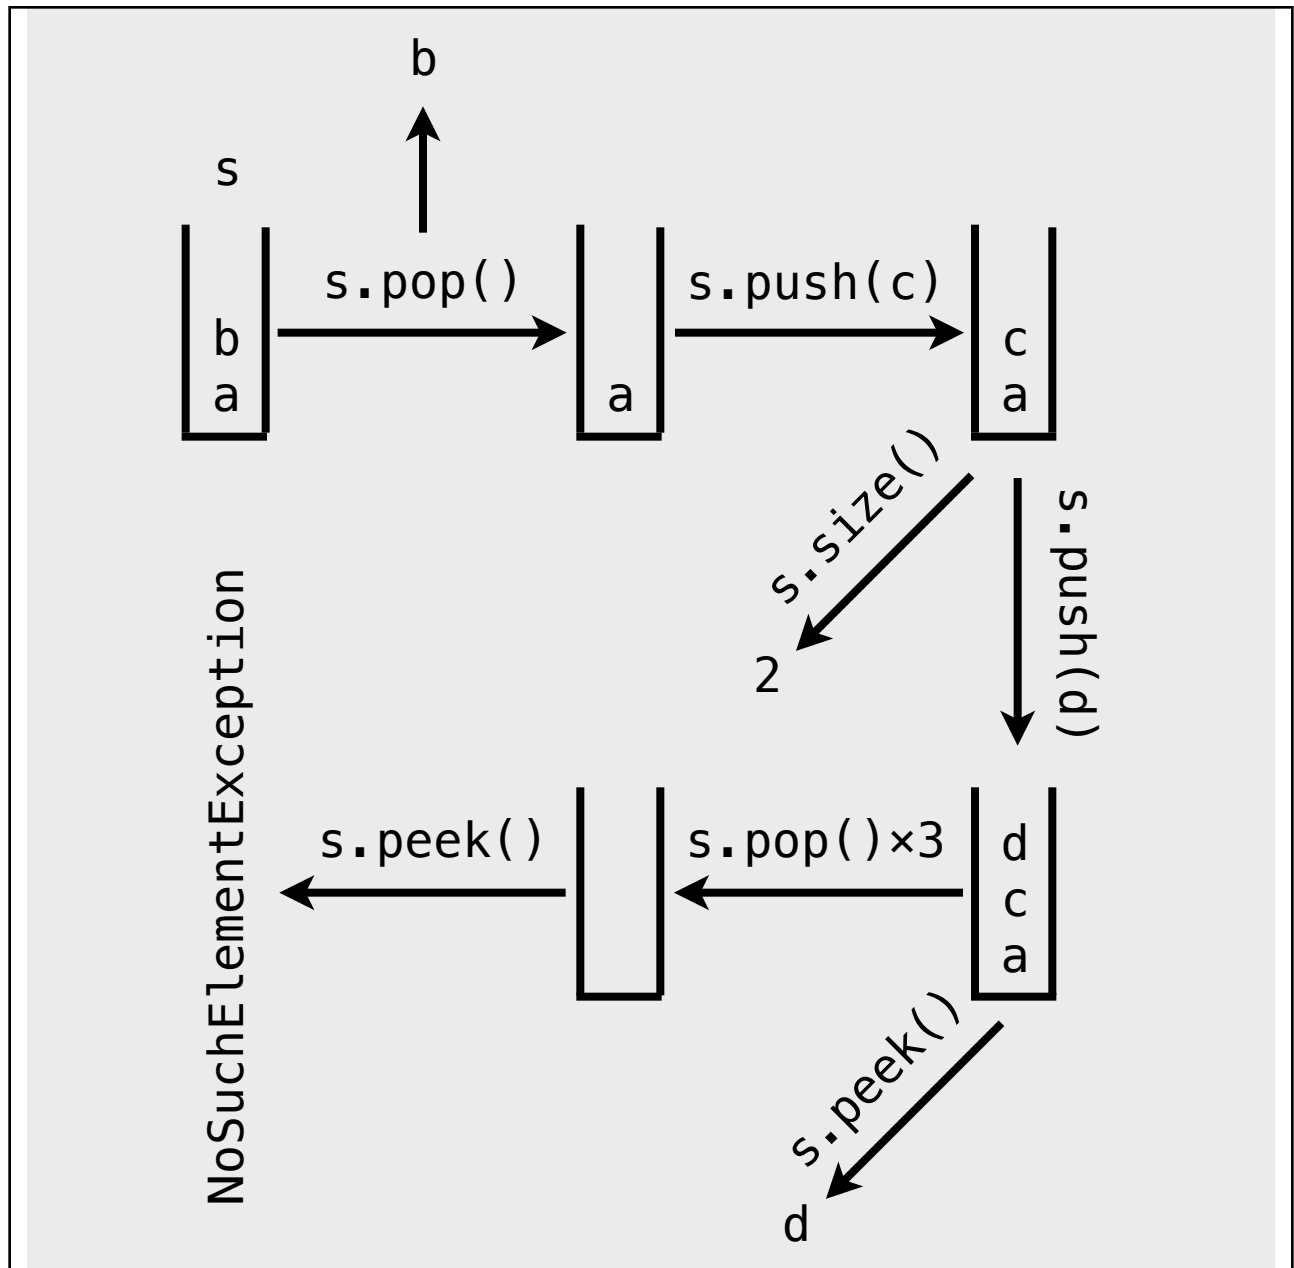 b
s
s.pop()
s.push(c)
b
a
a
c
a
s.size()
2
s.push(d)
NoSuchElementException
s.peek()
s.pop()×3
d
c
a
s.peek()
d